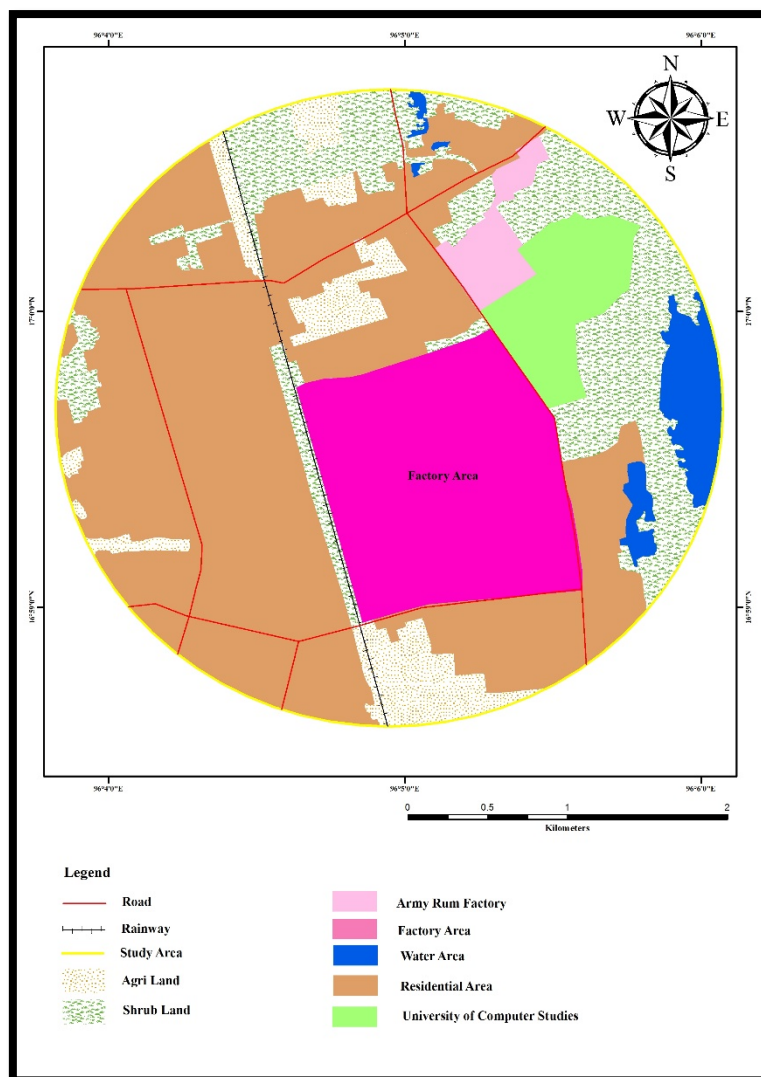 96°4'0"E 96°5'0"E 96°6'0"E
N
W E
S
17°0'0"N 17°0'0"N
Factory Area
16°59'0"N 16°59'0"N
96°4'0"E 96°5'0"E 96°6'0"E
0 0.5 1 2
Kilometers
Legend
Road
Rainway
Study Area
Agri Land
Shrub Land
Army Rum Factory
Factory Area
Water Area
Residential Area
University of Computer Studies